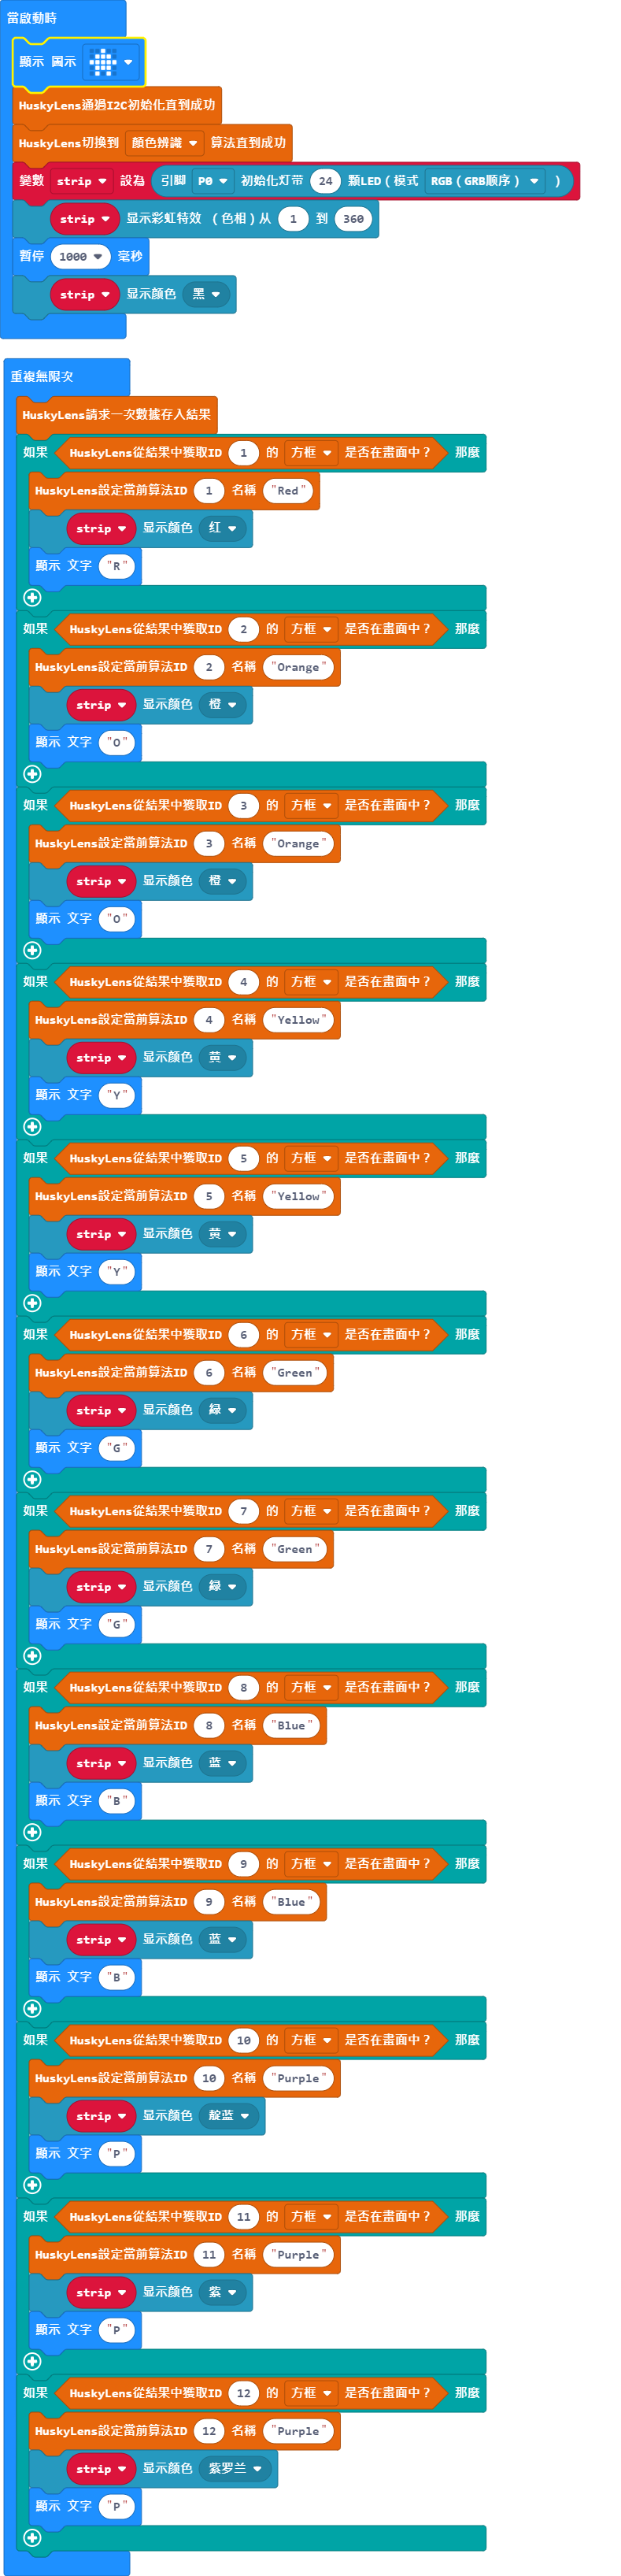 當啟動時
顯示 圖示
HuskyLens通過I2C初始化直到成功
HuskyLens切換到 顏色辨識 算法直到成功
變數 strip 設為 引脚 P0 初始化灯带 24 顆LED（模式 RGB（GRB顺序） ）
strip 显示彩虹特效 （色相）从 1 到 360
暫停 1000 毫秒
strip 显示颜色 黑
重複無限次
HuskyLens請求一次數據存入結果
如果 HuskyLens從結果中獲取ID 1 的 方框 是否在畫面中？ 那麼
HuskyLens設定當前算法ID 1 名稱 "Red"
strip 显示颜色 红
顯示 文字 "R"
如果 HuskyLens從結果中獲取ID 2 的 方框 是否在畫面中？ 那麼
HuskyLens設定當前算法ID 2 名稱 "Orange"
strip 显示颜色 橙
顯示 文字 "O"
如果 HuskyLens從結果中獲取ID 3 的 方框 是否在畫面中？ 那麼
HuskyLens設定當前算法ID 3 名稱 "Orange"
strip 显示颜色 橙
顯示 文字 "O"
如果 HuskyLens從結果中獲取ID 4 的 方框 是否在畫面中？ 那麼
HuskyLens設定當前算法ID 4 名稱 "Yellow"
strip 显示颜色 黄
顯示 文字 "Y"
如果 HuskyLens從結果中獲取ID 5 的 方框 是否在畫面中？ 那麼
HuskyLens設定當前算法ID 5 名稱 "Yellow"
strip 显示颜色 黄
顯示 文字 "Y"
如果 HuskyLens從結果中獲取ID 6 的 方框 是否在畫面中？ 那麼
HuskyLens設定當前算法ID 6 名稱 "Green"
strip 显示颜色 緑
顯示 文字 "G"
如果 HuskyLens從結果中獲取ID 7 的 方框 是否在畫面中？ 那麼
HuskyLens設定當前算法ID 7 名稱 "Green"
strip 显示颜色 緑
顯示 文字 "G"
如果 HuskyLens從結果中獲取ID 8 的 方框 是否在畫面中？ 那麼
HuskyLens設定當前算法ID 8 名稱 "Blue"
strip 显示颜色 蓝
顯示 文字 "B"
如果 HuskyLens從結果中獲取ID 9 的 方框 是否在畫面中？ 那麼
HuskyLens設定當前算法ID 9 名稱 "Blue"
strip 显示颜色 蓝
顯示 文字 "B"
如果 HuskyLens從結果中獲取ID 10 的 方框 是否在畫面中？ 那麼
HuskyLens設定當前算法ID 10 名稱 "Purple"
strip 显示颜色 靛蓝
顯示 文字 "P"
如果 HuskyLens從結果中獲取ID 11 的 方框 是否在畫面中？ 那麼
HuskyLens設定當前算法ID 11 名稱 "Purple"
strip 显示颜色 紫
顯示 文字 "P"
如果 HuskyLens從結果中獲取ID 12 的 方框 是否在畫面中？ 那麼
HuskyLens設定當前算法ID 12 名稱 "Purple"
strip 显示颜色 紫罗兰
顯示 文字 "P"